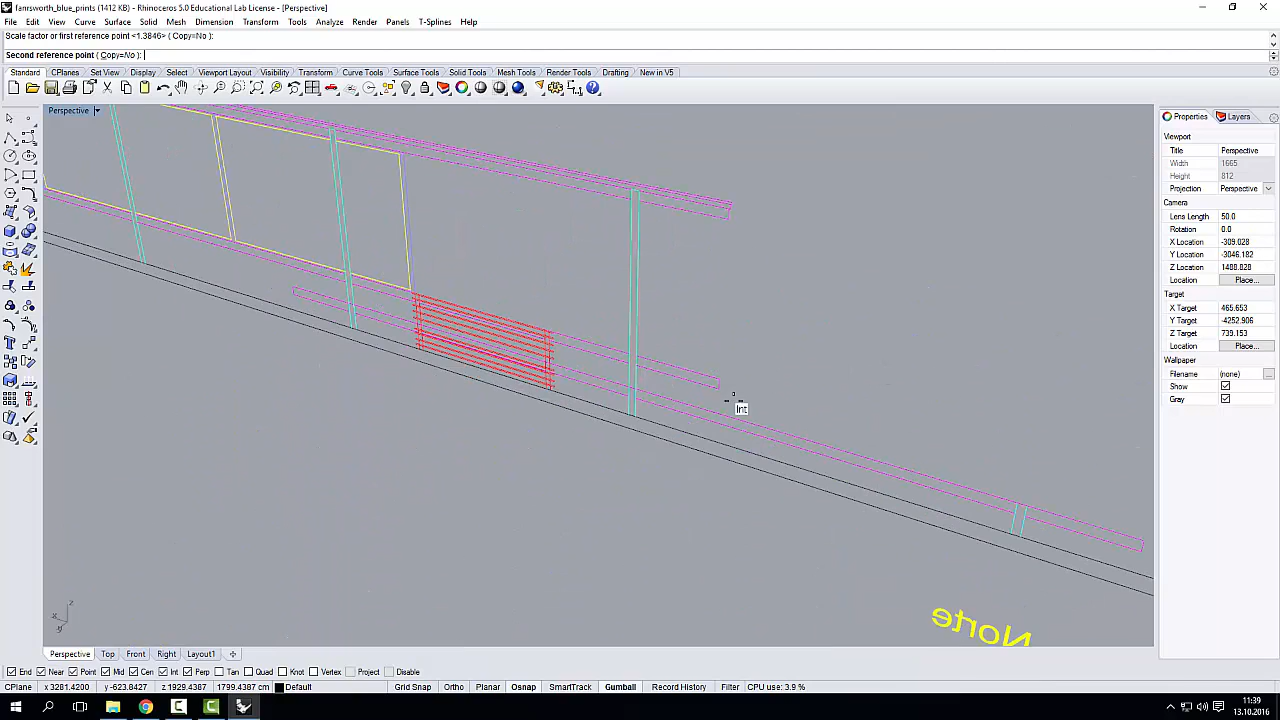 farnsworth_blue_prints (1412 KB) - Rhinoceros 5.0 Educational Lab License - [Perspective]
File Edit View Curve Surface Solid Mesh Dimension Transform Tools Analyze Render Panels T-Splines Help
Scale factor or first reference point <1.3846> ( Copy=No ):
Second reference point ( Copy=No ):
Standard CPlanes Set View Display Select Viewport Layout Visibility Transform Curve Tools Surface Tools Solid Tools Mesh Tools Render Tools Drafting New in V5
Perspective
Properties Layers
Viewport
Title Perspective
Width 1665
Height 812
Projection Perspective
Camera
Lens Length 50.0
Rotation 0.0
X Location -309.028
Y Location -3046.182
Z Location 1488.828
Location Place...
Target
X Target 465.653
Y Target -4252.906
Z Target 739.153
Location Place...
Wallpaper
Filename (none) ...
Show
Gray
Int
Norte
z
x
y
Perspective Top Front Right Layout1
End Near Point Mid Cen Int Perp Tan Quad Knot Vertex Project Disable
CPlane x 3281.4200 y -623.8427 z 1929.4387 1799.4387 cm Default Grid Snap Ortho Planar Osnap SmartTrack Gumball Record History Filter CPU use: 3.9 %
11:39
13.10.2016